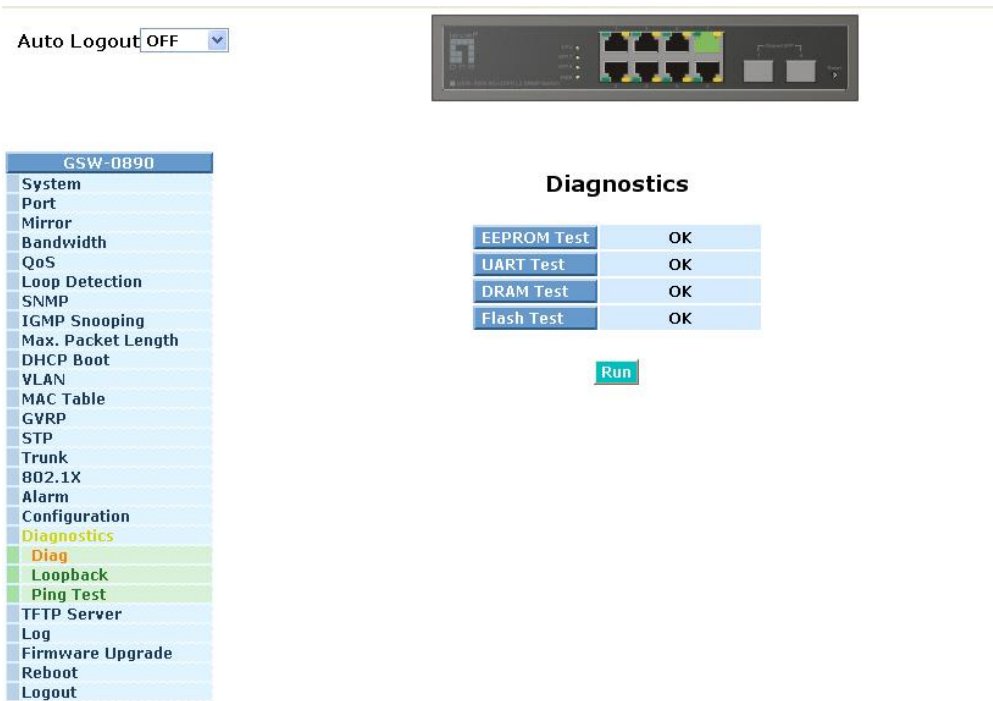 Auto Logout OFF
GSW-0890
System
Port
Mirror
Bandwidth
QoS
Loop Detection
SNMP
IGMP Snooping
Max. Packet Length
DHCP Boot
VLAN
MAC Table
GVRP
STP
Trunk
802.1X
Alarm
Configuration
Diagnostics
Diag
Loopback
Ping Test
TFTP Server
Log
Firmware Upgrade
Reboot
Logout
Diagnostics
EEPROM Test OK
UART Test OK
DRAM Test OK
Flash Test OK
Run